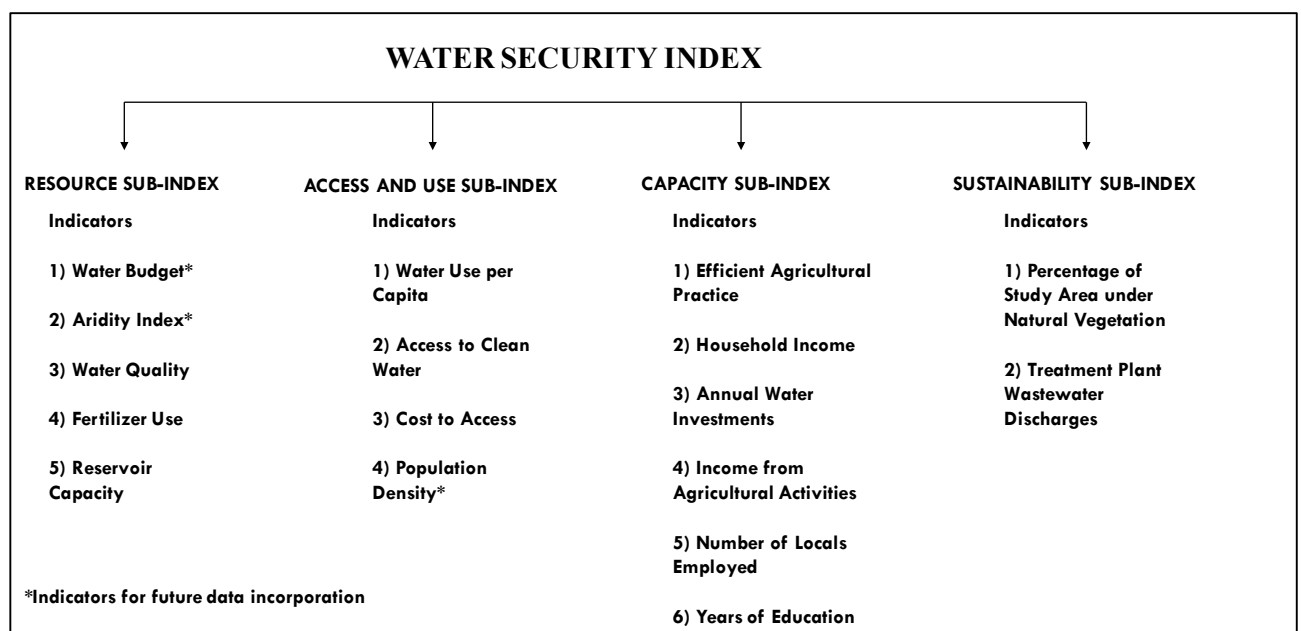 WATER SECURITY INDEX
RESOURCE SUB-INDEX
Indicators
1) Water Budget*
2) Aridity Index*
3) Water Quality
4) Fertilizer Use
5) Reservoir
Capacity
ACCESS AND USE SUB-INDEX
Indicators
1) Water Use per
Capita
2) Access to Clean
Water
3) Cost to Access
4) Population
Density*
CAPACITY SUB-INDEX
Indicators
1) Efficient Agricultural
Practice
2) Household Income
3) Annual Water
Investments
4) Income from
Agricultural Activities
5) Number of Locals
Employed
6) Years of Education
SUSTAINABILITY SUB-INDEX
Indicators
1) Percentage of
Study Area under
Natural Vegetation
2) Treatment Plant
Wastewater
Discharges
*Indicators for future data incorporation